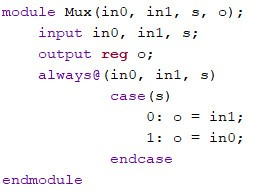 module Mux(in0, in1, s, o);
input in0, in1, s;
output reg o;
always@(in0, in1, s)
case(s)
0: o = in1;
1: o = in0;
endcase
endmodule